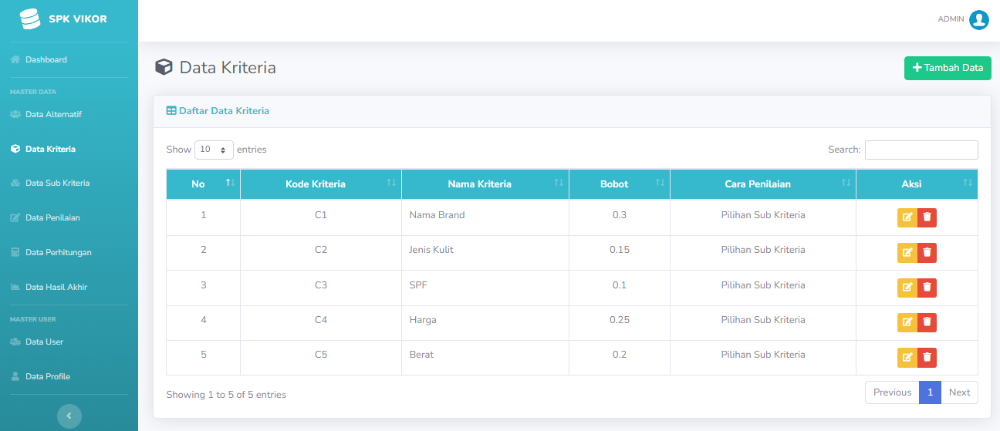 SPK VIKOR
ADMIN
Dashboard
MASTER DATA
Data Alternatif
Data Kriteria
Data Sub Kriteria
Data Penilaian
Data Perhitungan
Data Hasil Akhir
MASTER USER
Data User
Data Profile
Data Kriteria
Tambah Data
Daftar Data Kriteria
Show 10 entries
Search:
No Kode Kriteria Nama Kriteria Bobot Cara Penilaian Aksi
1 C1 Nama Brand 0.3 Pilihan Sub Kriteria
2 C2 Jenis Kulit 0.15 Pilihan Sub Kriteria
3 C3 SPF 0.1 Pilihan Sub Kriteria
4 C4 Harga 0.25 Pilihan Sub Kriteria
5 C5 Berat 0.2 Pilihan Sub Kriteria
Showing 1 to 5 of 5 entries
Previous 1 Next